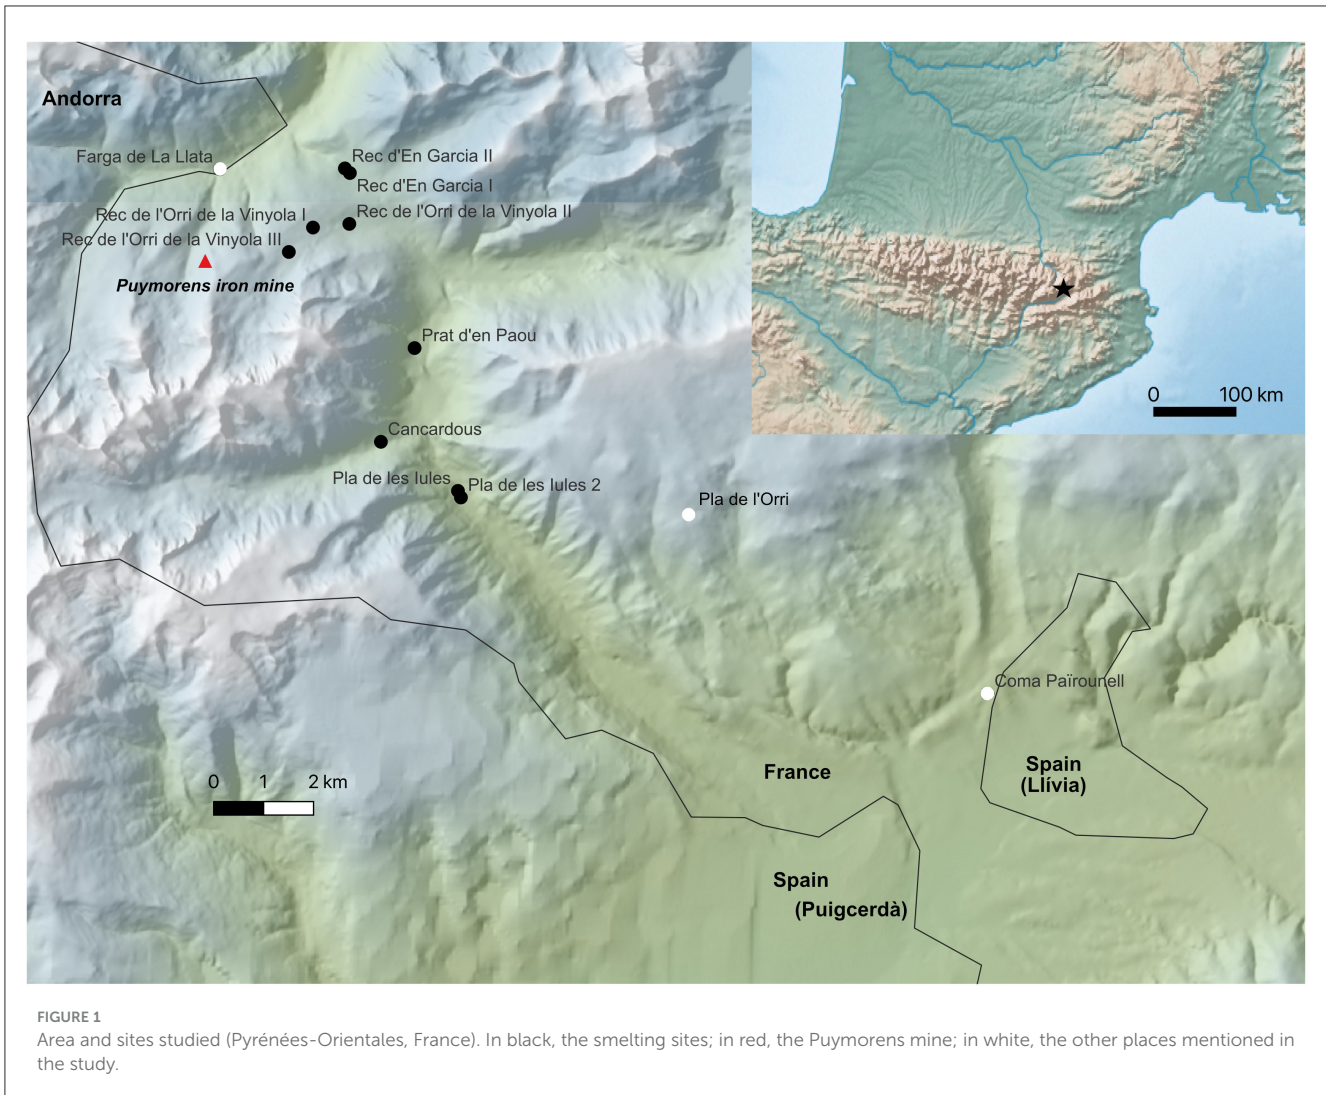 Andorra
Farga de La Llata
Rec d'En Garcia II
Rec d'En Garcia I
Rec de l'Orri de la Vinyola I
Rec de l'Orri de la Vinyola II
Rec de l'Orri de la Vinyola III
Puymorens iron mine
Prat d'en Paou
0 100 km
Cancardous
Pla de les Iules
Pla de les Iules 2
Pla de l'Orri
Coma Païrounell
0 1 2 km
France
Spain
(Llívia)
Spain
(Puigcerdà)
FIGURE 1
Area and sites studied (Pyrénées-Orientales, France). In black, the smelting sites; in red, the Puymorens mine; in white, the other places mentioned in
the study.